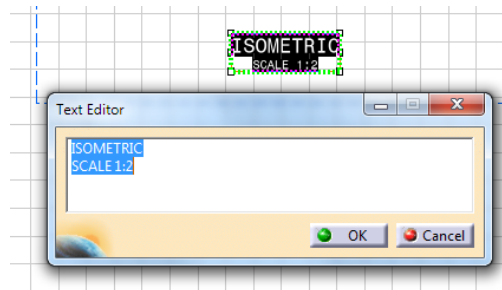 ISOMETRIC
SCALE 1:2
Text Editor
ISOMETRIC
SCALE 1:2
OK
Cancel